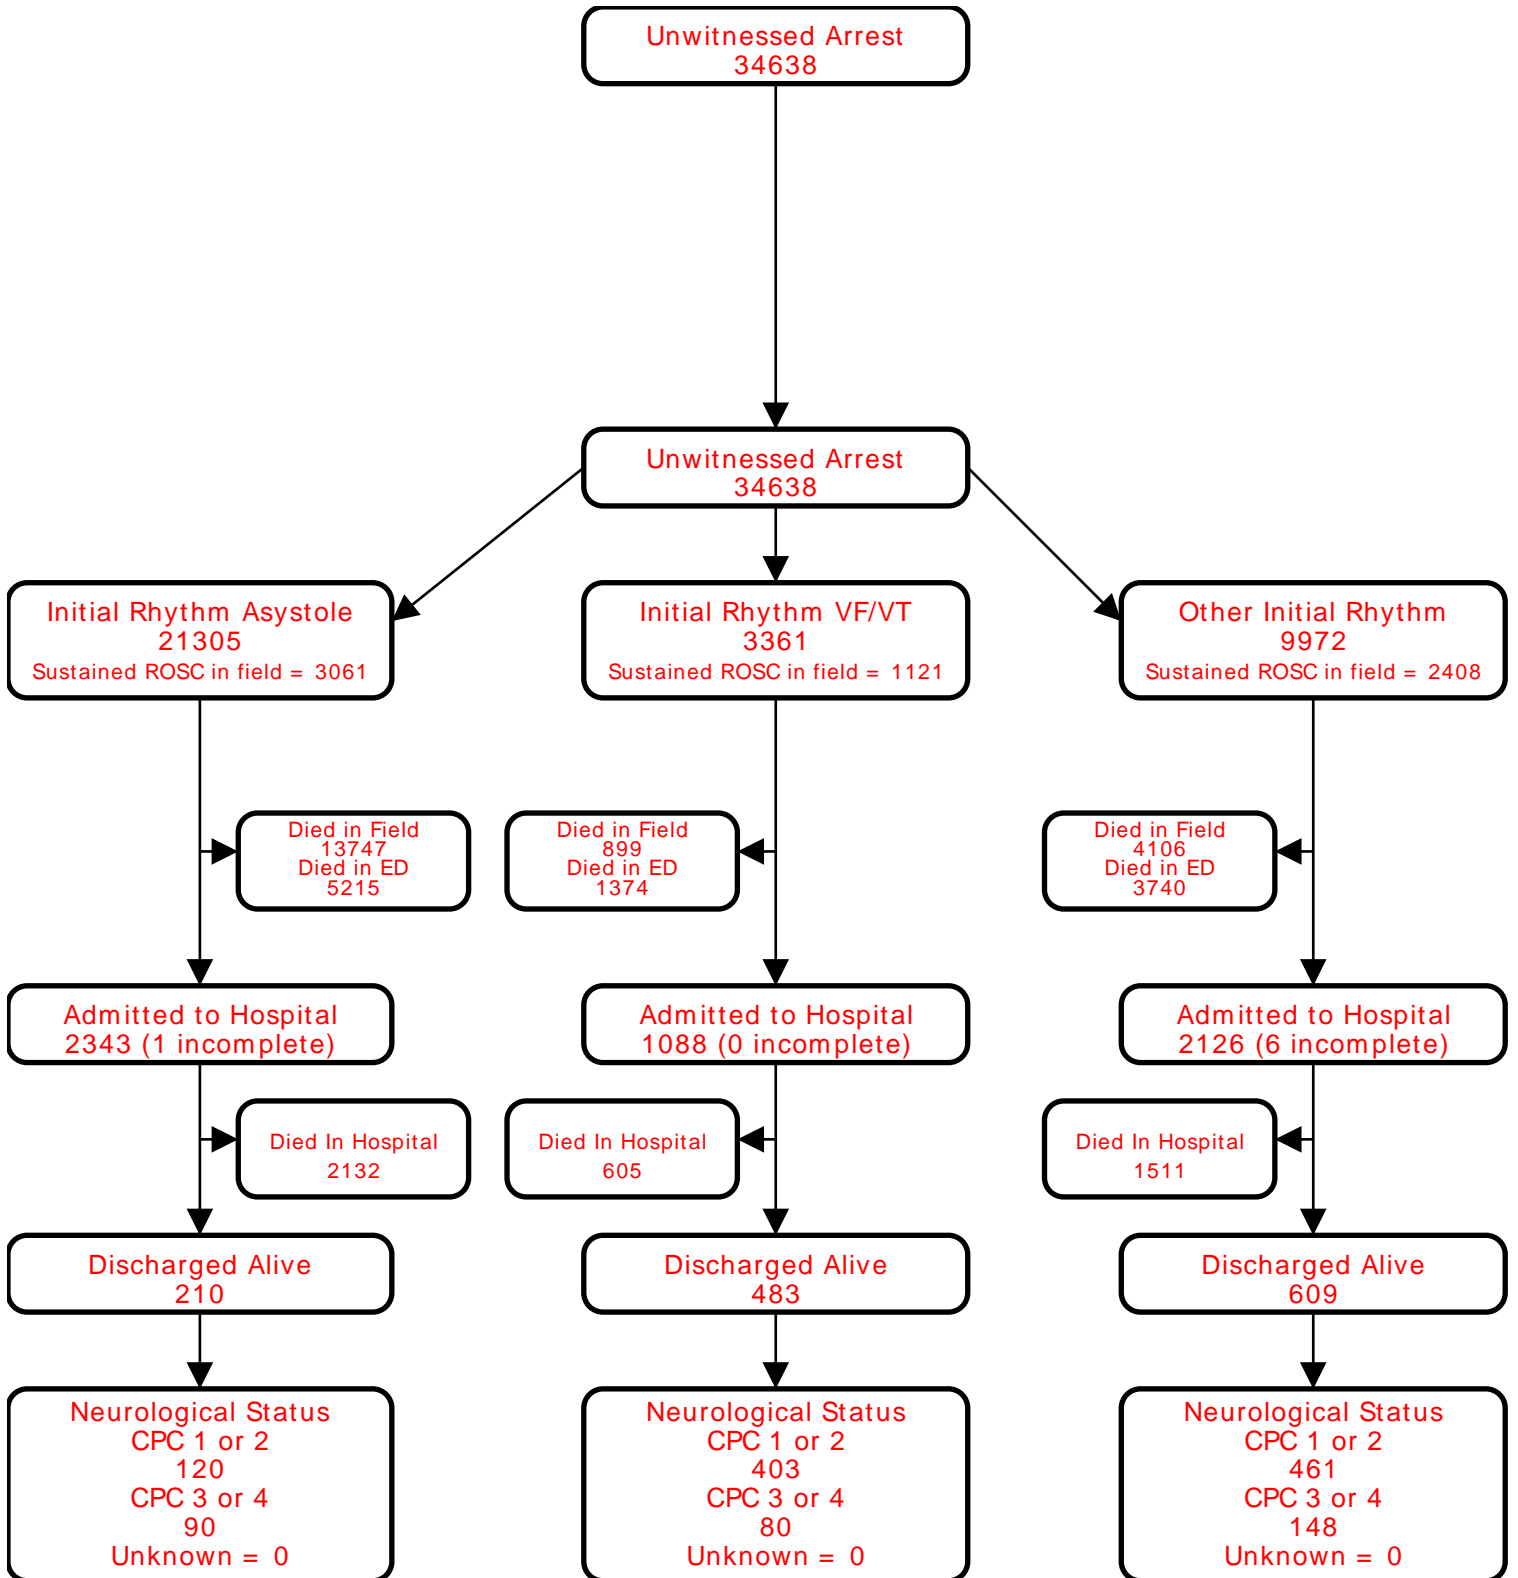 Unwitnessed Arrest
34638
Unwitnessed Arrest
34638
Initial Rhythm Asystole
21305
Sustained ROSC in field = 3061
Initial Rhythm VF/VT
3361
Sustained ROSC in field = 1121
Other Initial Rhythm
9972
Sustained ROSC in field = 2408
Died in Field
13747
Died in ED
5215
Died in Field
899
Died in ED
1374
Died in Field
4106
Died in ED
3740
Admitted to Hospital
2343 (1 incomplete)
Admitted to Hospital
1088 (0 incomplete)
Admitted to Hospital
2126 (6 incomplete)
Died In Hospital
2132
Died In Hospital
605
Died In Hospital
1511
Discharged Alive
210
Discharged Alive
483
Discharged Alive
609
Neurological Status
CPC 1 or 2
120
CPC 3 or 4
90
Unknown = 0
Neurological Status
CPC 1 or 2
403
CPC 3 or 4
80
Unknown = 0
Neurological Status
CPC 1 or 2
461
CPC 3 or 4
148
Unknown = 0